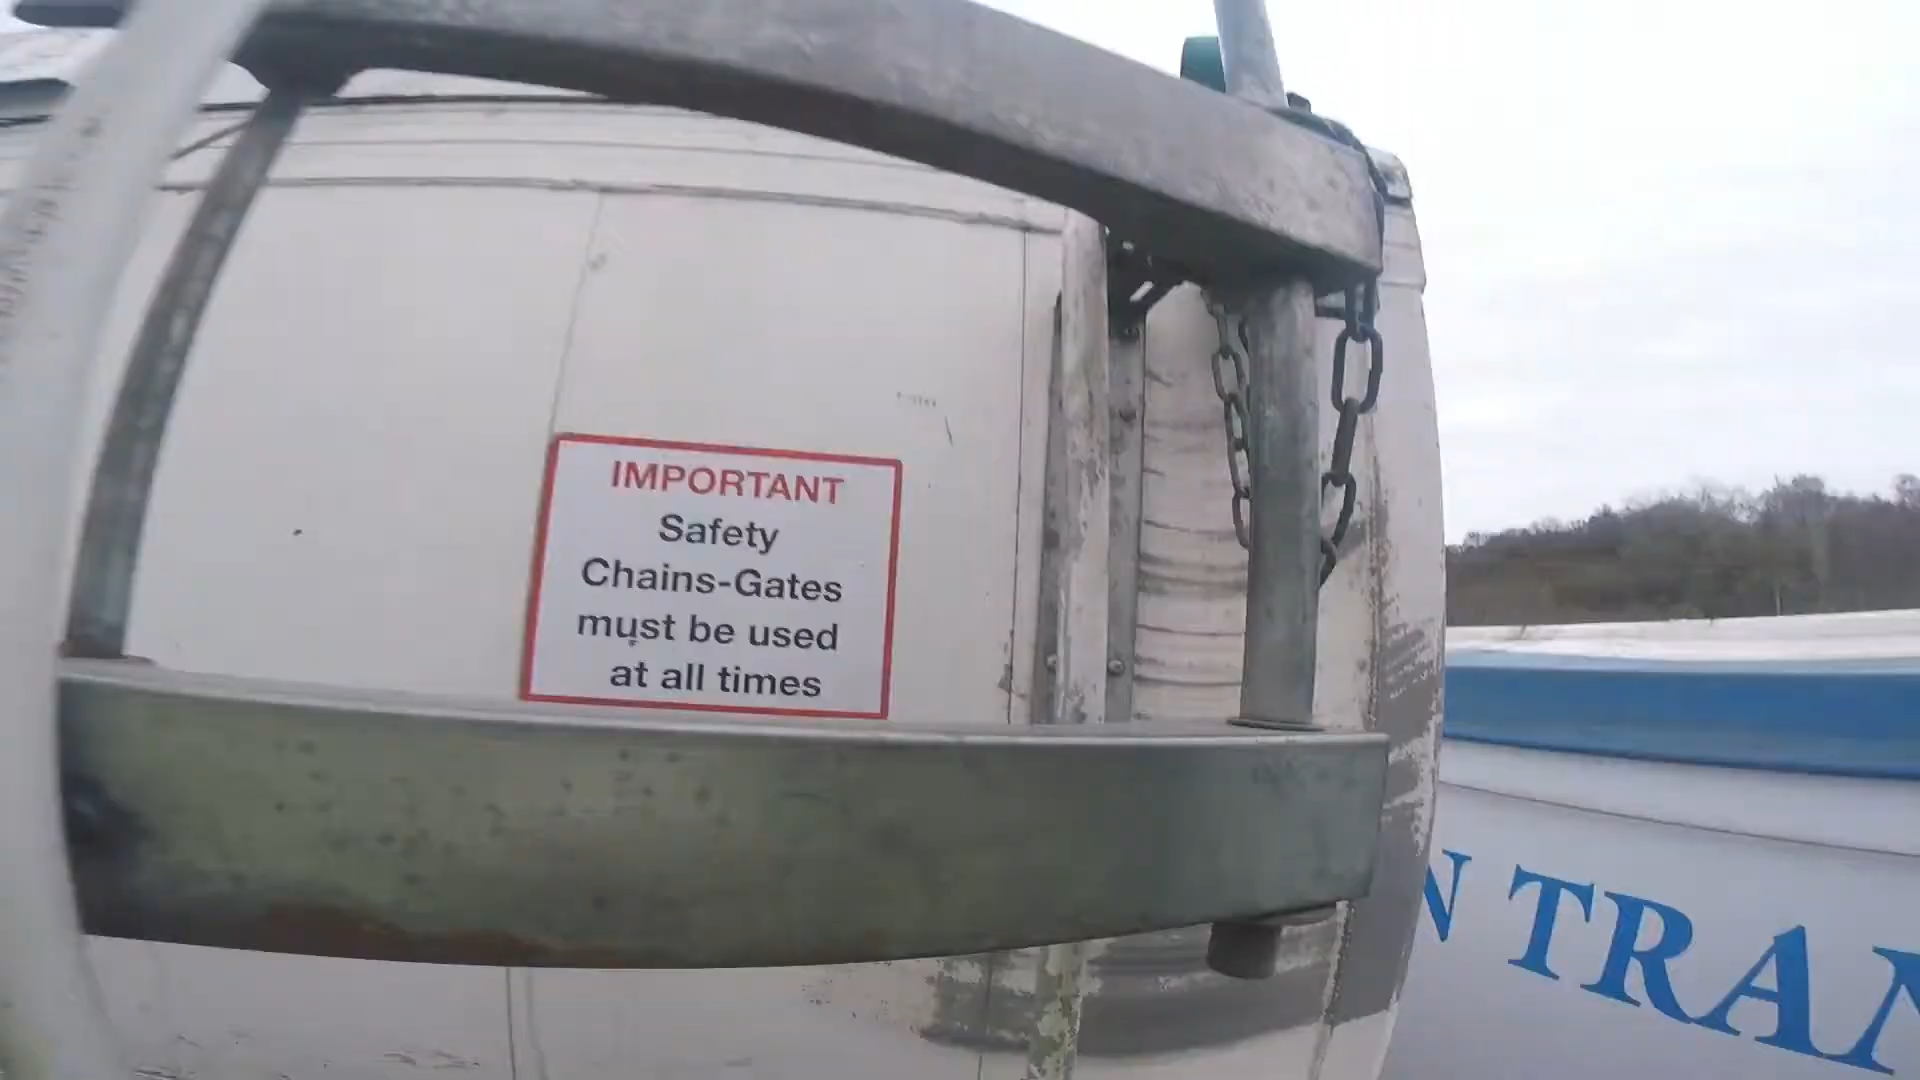 IMPORTANT
Safety
Chains-Gates
must be used
at all times
N TRAN